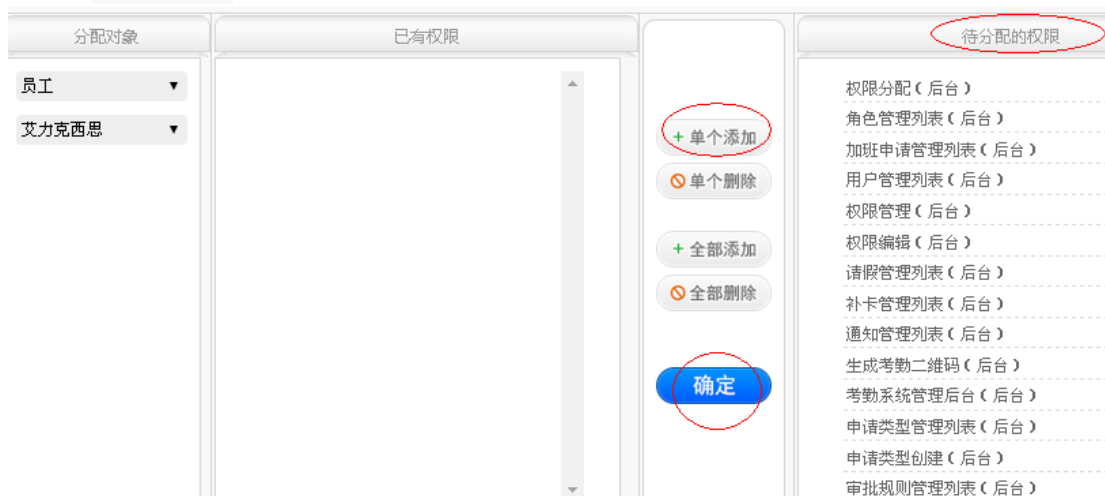 分配对象
已有权限
待分配的权限
员工
艾力克西思
+ 单个添加
单个删除
+ 全部添加
全部删除
确定
权限分配(后台)
角色管理列表(后台)
加班申请管理列表(后台)
用户管理列表(后台)
权限管理(后台)
权限编辑(后台)
请假管理列表(后台)
补卡管理列表(后台)
通知管理列表(后台)
生成考勤二维码(后台)
考勤系统管理后台(后台)
申请类型管理列表(后台)
申请类型创建(后台)
审批规则管理列表(后台)